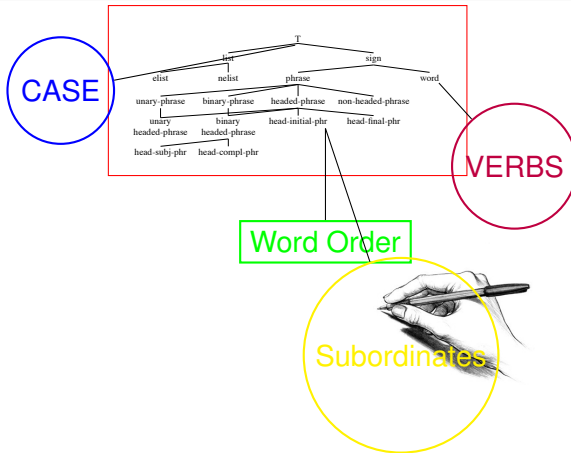 T
list sign
elist nelist phrase word
CASE
unary-phrase binary-phrase headed-phrase non-headed-phrase
unary binary head-initial-phr head-final-phr
headed-phrase headed-phrase
head-subj-phr head-compl-phr
VERBS
Word Order
Subordinates